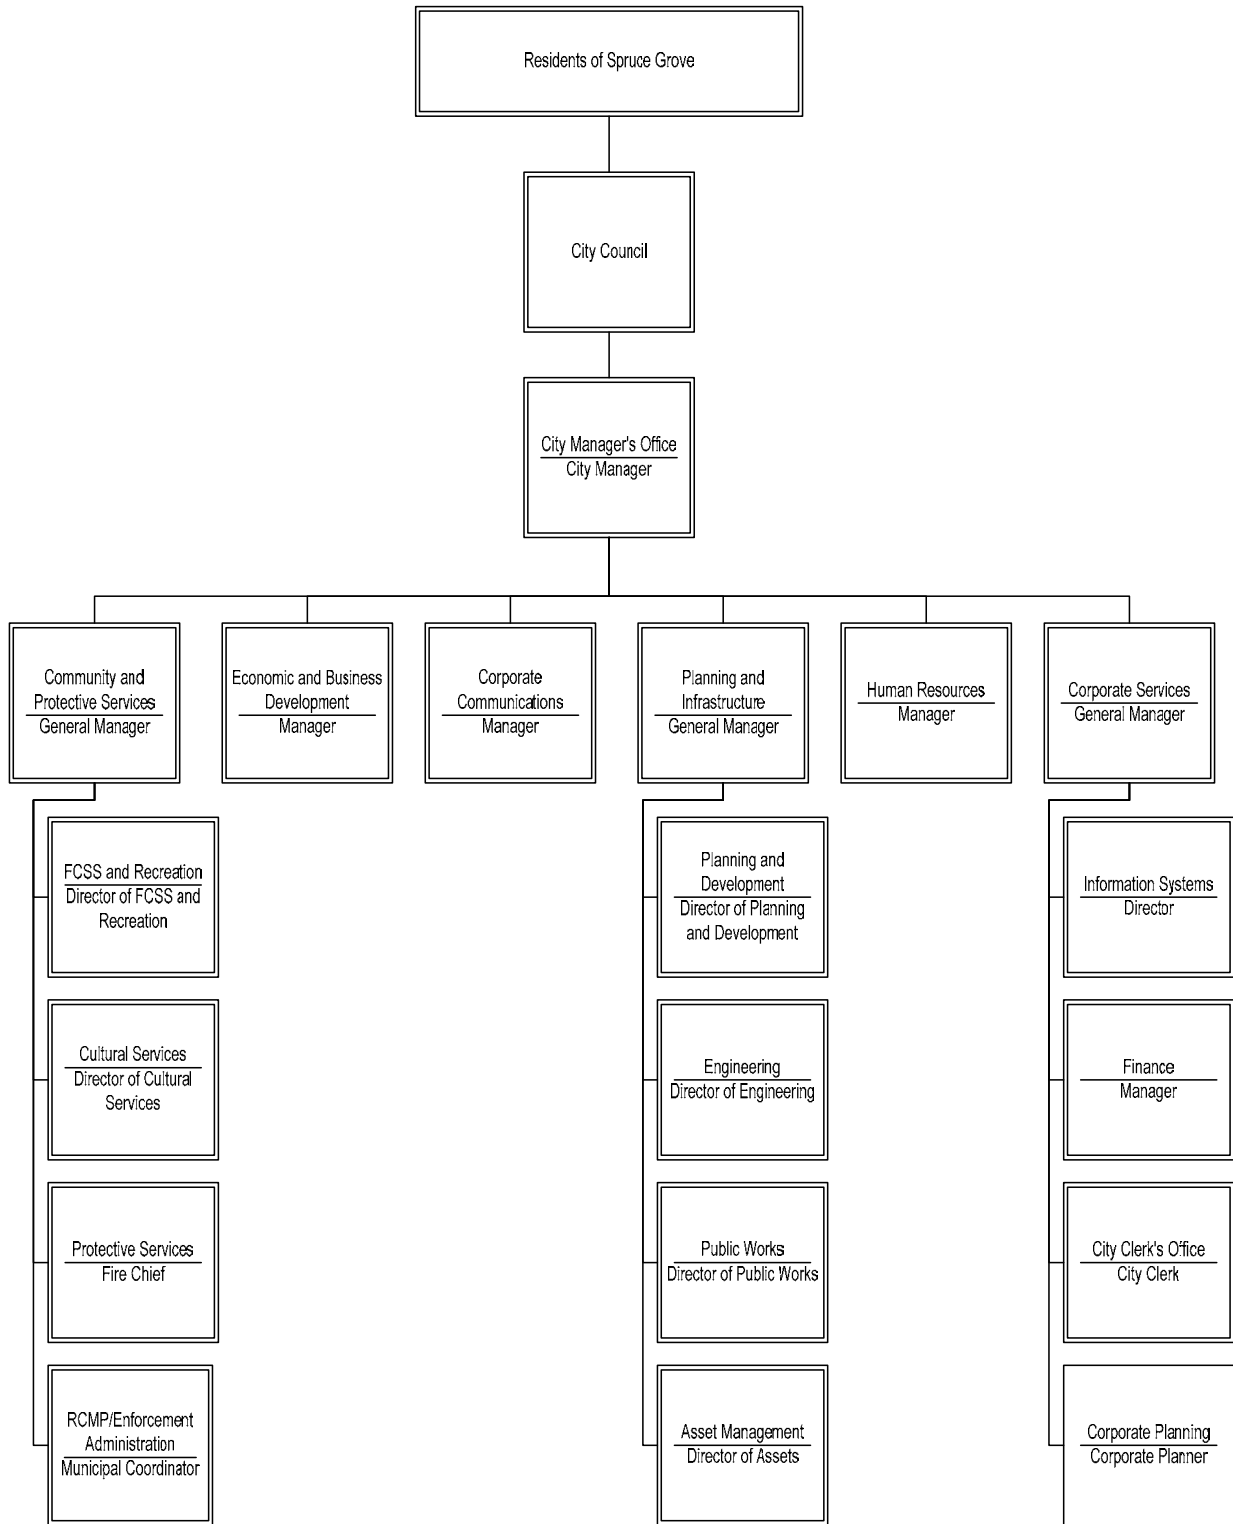 Residents of Spruce Grove
City Council
City Manager's Office
City Manager
Community and
Protective Services
General Manager
Economic and Business
Development
Manager
Corporate
Communications
Manager
Planning and
Infrastructure
General Manager
Human Resources
Manager
Corporate Services
General Manager
FCSS and Recreation
Director of FCSS and
Recreation
Cultural Services
Director of Cultural
Services
Protective Services
Fire Chief
RCMP/Enforcement
Administration
Municipal Coordinator
Planning and
Development
Director of Planning
and Development
Engineering
Director of Engineering
Public Works
Director of Public Works
Asset Management
Director of Assets
Information Systems
Director
Finance
Manager
City Clerk's Office
City Clerk
Corporate Planning
Corporate Planner